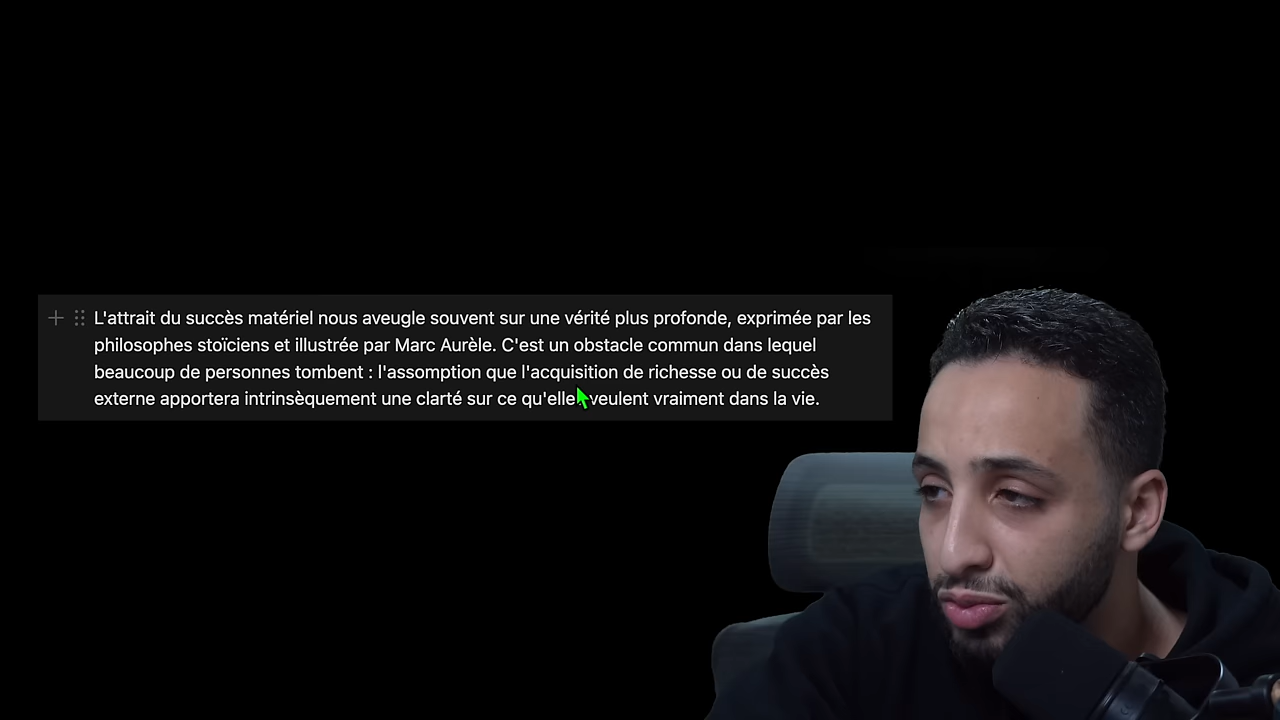 L'attrait du succès matériel nous aveugle souvent sur une vérité plus profonde, exprimée par les
philosophes stoïciens et illustrée par Marc Aurèle. C'est un obstacle commun dans lequel
beaucoup de personnes tombent : l'assomption que l'acquisition de richesse ou de succès
externe apportera intrinsèquement une clarté sur ce qu'elles veulent vraiment dans la vie.